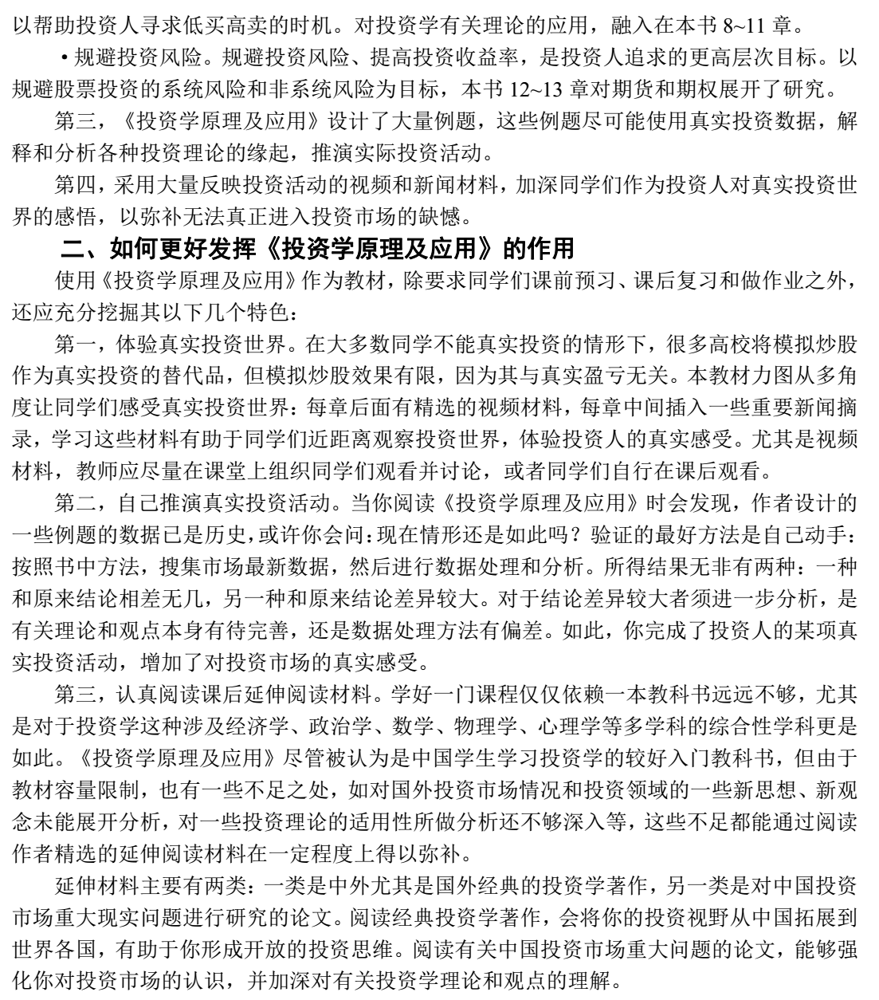 以帮助投资人寻求低买高卖的时机。对投资学有关理论的应用，融入在本书 8~11 章。
• 规避投资风险。规避投资风险、提高投资收益率，是投资人追求的更高层次目标。以
规避股票投资的系统风险和非系统风险为目标，本书 12~13 章对期货和期权展开了研究。
第三，《投资学原理及应用》设计了大量例题，这些例题尽可能使用真实投资数据，解
释和分析各种投资理论的缘起，推演实际投资活动。
第四，采用大量反映投资活动的视频和新闻材料，加深同学们作为投资人对真实投资世
界的感悟，以弥补无法真正进入投资市场的缺憾。
二、如何更好发挥《投资学原理及应用》的作用
使用《投资学原理及应用》作为教材，除要求同学们课前预习、课后复习和做作业之外，
还应充分挖掘其以下几个特色：
第一，体验真实投资世界。在大多数同学不能真实投资的情形下，很多高校将模拟炒股
作为真实投资的替代品，但模拟炒股效果有限，因为其与真实盈亏无关。本教材力图从多角
度让同学们感受真实投资世界：每章后面有精选的视频材料，每章中间插入一些重要新闻摘
录，学习这些材料有助于同学们近距离观察投资世界，体验投资人的真实感受。尤其是视频
材料，教师应尽量在课堂上组织同学们观看并讨论，或者同学们自行在课后观看。
第二，自己推演真实投资活动。当你阅读《投资学原理及应用》时会发现，作者设计的
一些例题的数据已是历史，或许你会问：现在情形还是如此吗？验证的最好方法是自己动手：
按照书中方法，搜集市场最新数据，然后进行数据处理和分析。所得结果无非有两种：一种
和原来结论相差无几，另一种和原来结论差异较大。对于结论差异较大者须进一步分析，是
有关理论和观点本身有待完善，还是数据处理方法有偏差。如此，你完成了投资人的某项真
实投资活动，增加了对投资市场的真实感受。
第三，认真阅读课后延伸阅读材料。学好一门课程仅仅依赖一本教科书远远不够，尤其
是对于投资学这种涉及经济学、政治学、数学、物理学、心理学等多学科的综合性学科更是
如此。《投资学原理及应用》尽管被认为是中国学生学习投资学的较好入门教科书，但由于
教材容量限制，也有一些不足之处，如对国外投资市场情况和投资领域的一些新思想、新观
念未能展开分析，对一些投资理论的适用性所做分析还不够深入等，这些不足都能通过阅读
作者精选的延伸阅读材料在一定程度上得以弥补。
延伸材料主要有两类：一类是中外尤其是国外经典的投资学著作，另一类是对中国投资
市场重大现实问题进行研究的论文。阅读经典投资学著作，会将你的投资视野从中国拓展到
世界各国，有助于你形成开放的投资思维。阅读有关中国投资市场重大问题的论文，能够强
化你对投资市场的认识，并加深对有关投资学理论和观点的理解。